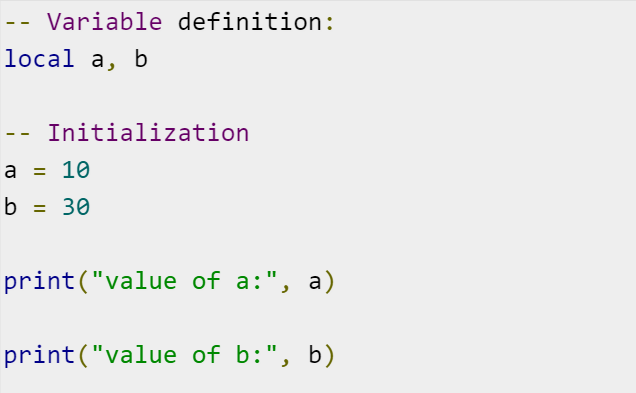 -- Variable definition:
local a, b
-- Initialization
a = 10
b = 30
print("value of a:", a)
print("value of b:", b)